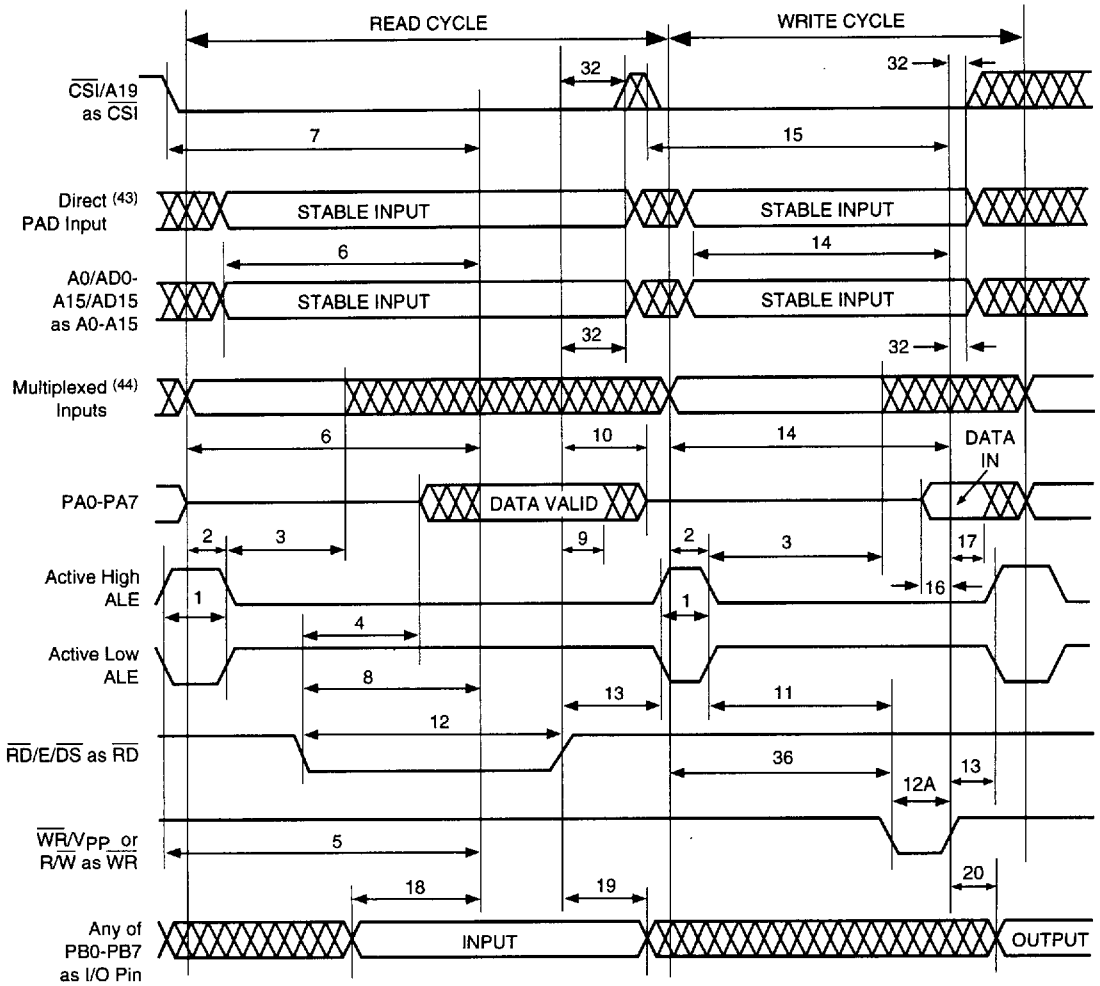 READ CYCLE
WRITE CYCLE
32
32
CSI/A19
as CSI
7
15
Direct (43)
PAD Input
STABLE INPUT
STABLE INPUT
6
14
A0/AD0-
A15/AD15
as A0-A15
STABLE INPUT
STABLE INPUT
32
32
Multiplexed (44)
Inputs
6
10
14
DATA
IN
PA0-PA7
DATA VALID
2
3
9
2
3
17
Active High
ALE
1
1
16
4
Active Low
ALE
8
13
11
12
RD/E/DS as RD
36
12A
13
WR/VPP or
R/W as WR
5
18
19
20
Any of
PB0-PB7
as I/O Pin
INPUT
OUTPUT